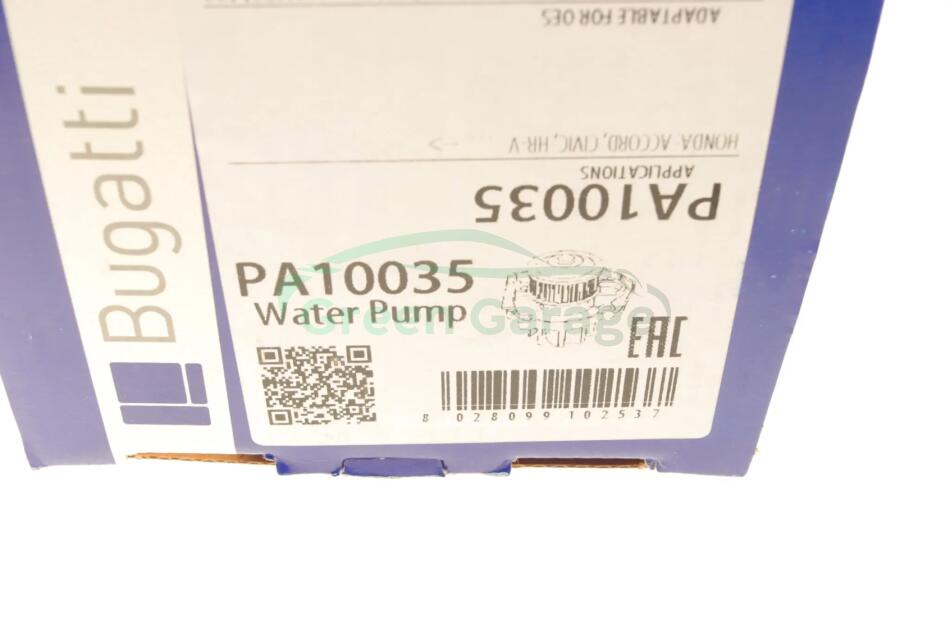 ADAPTABLE FOR OES
HONDA-ACCORD, CIVIC, HR-V ->
APPLICATIONS
PA10035
Bugatti
PA10035
Water Pump
Green Garage
EAC
8 028099 102537